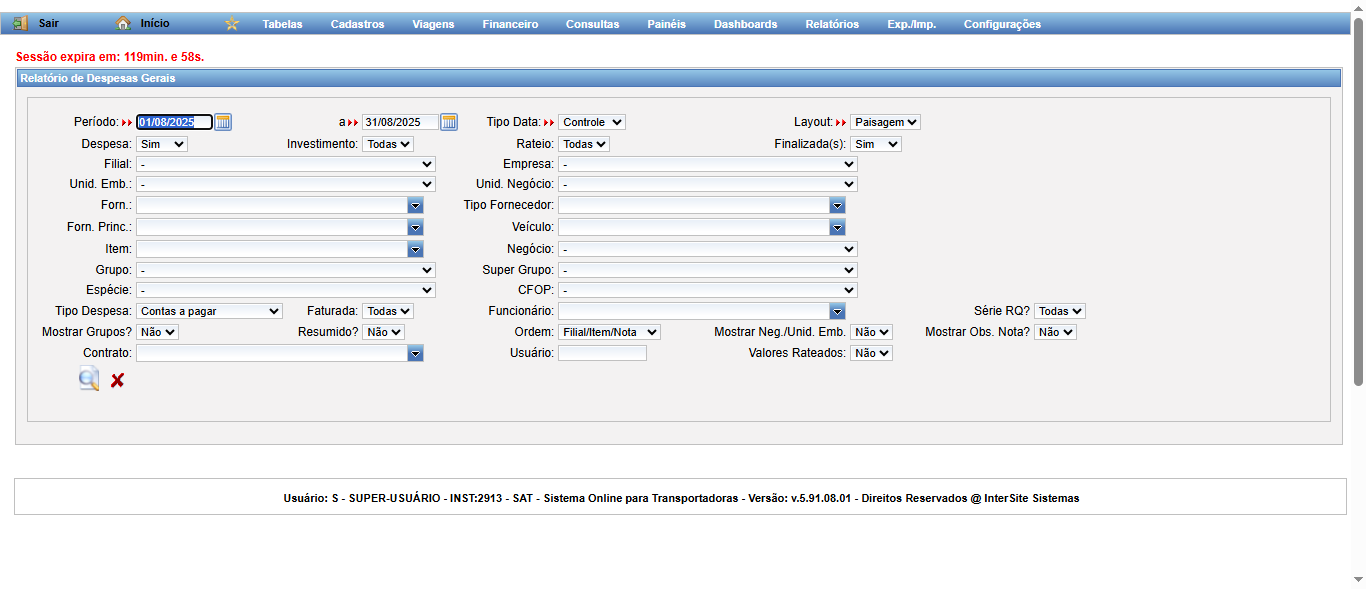 Sair Início Tabelas Cadastros Viagens Financeiro Consultas Painéis Dashboards Relatórios Exp./Imp. Configurações
Sessão expira em: 119min. e 58s.
Relatório de Despesas Gerais
Período: 01/08/2025 a 31/08/2025 Tipo Data: Controle Layout: Paisagem
Despesa: Sim Investimento: Todas Rateio: Todas Finalizada(s): Sim
Filial: - Empresa: -
Unid. Emb.: - Unid. Negócio: -
Forn.: Tipo Fornecedor:
Forn. Princ.: Veículo:
Item: Negócio: -
Grupo: - Super Grupo: -
Espécie: - CFOP: -
Tipo Despesa: Contas a pagar Faturada: Todas Funcionário: Série RQ? Todas
Mostrar Grupos? Não Resumido? Não Ordem: Filial/Item/Nota Mostrar Neg./Unid. Emb. Não Mostrar Obs. Nota? Não
Contrato: Usuário: Valores Rateados: Não
Usuário: S - SUPER-USUÁRIO - INST:2913 - SAT - Sistema Online para Transportadoras - Versão: v.5.91.08.01 - Direitos Reservados @ InterSite Sistemas